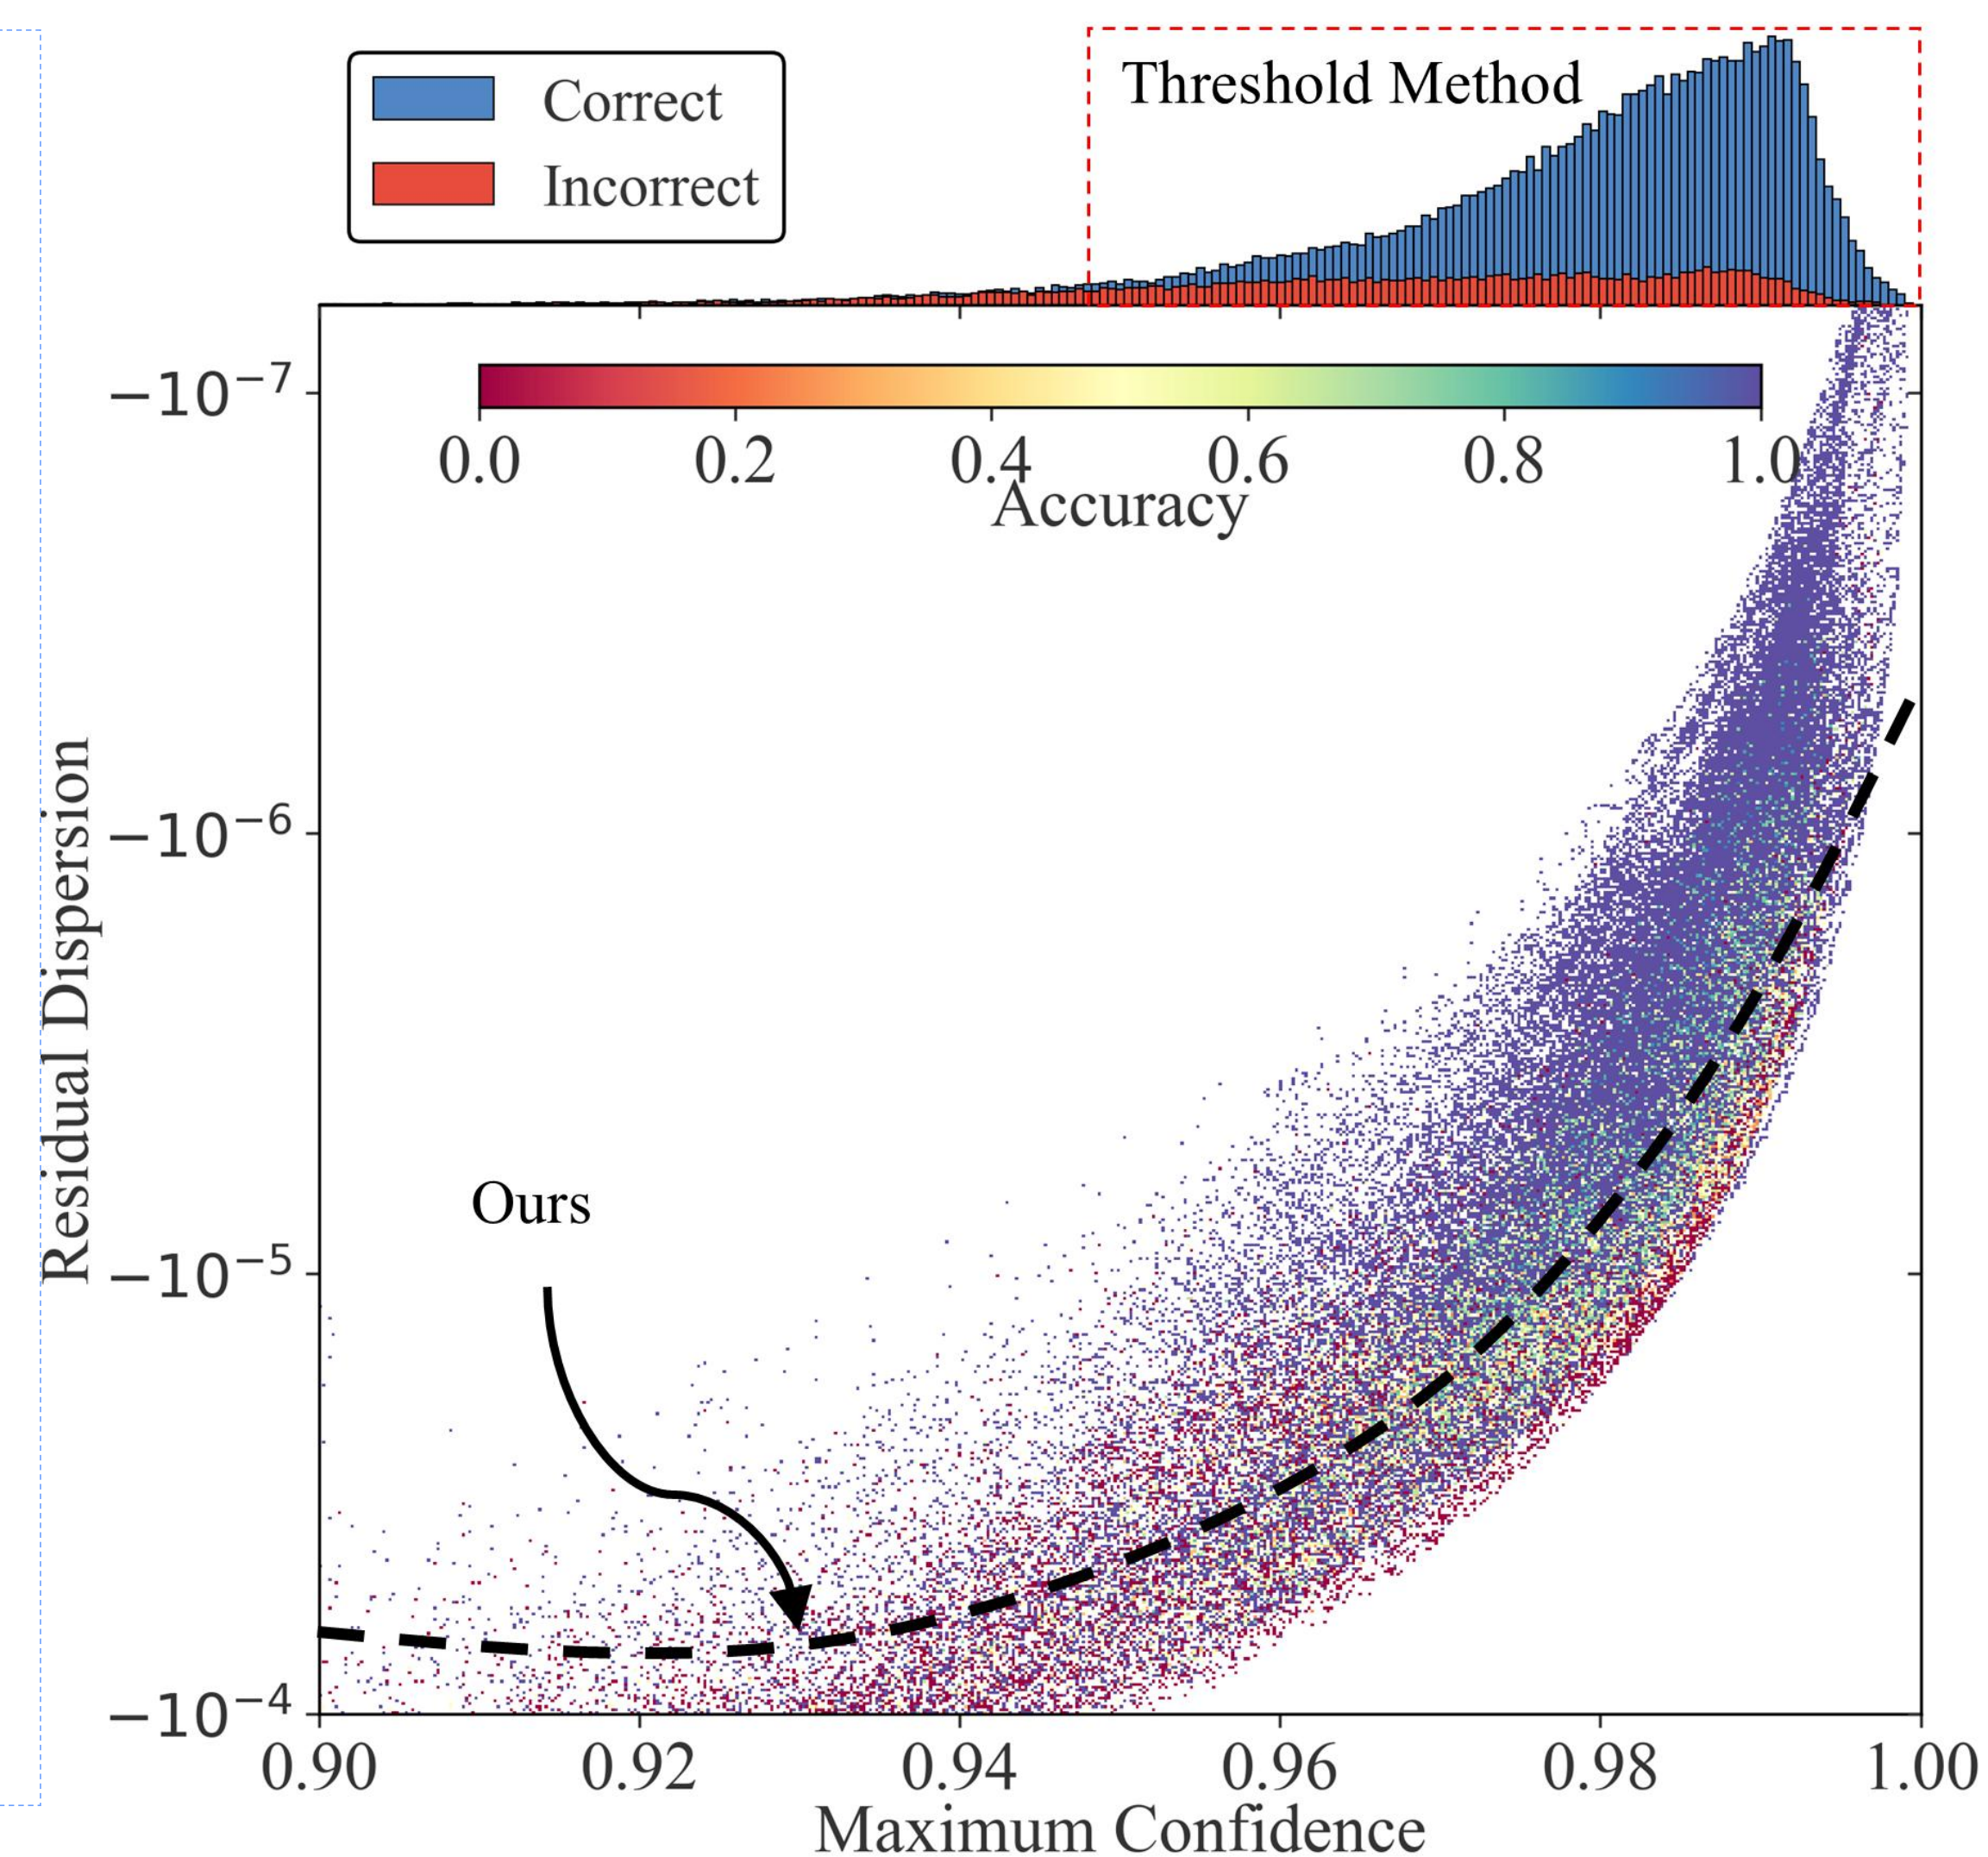 Threshold Method
Correct
Incorrect
0.0 0.2 0.4 0.6 0.8 1.0
Accuracy
−10⁻⁷
−10⁻⁶
−10⁻⁵
−10⁻⁴
Residual Dispersion
Ours
0.90 0.92 0.94 0.96 0.98 1.00
Maximum Confidence